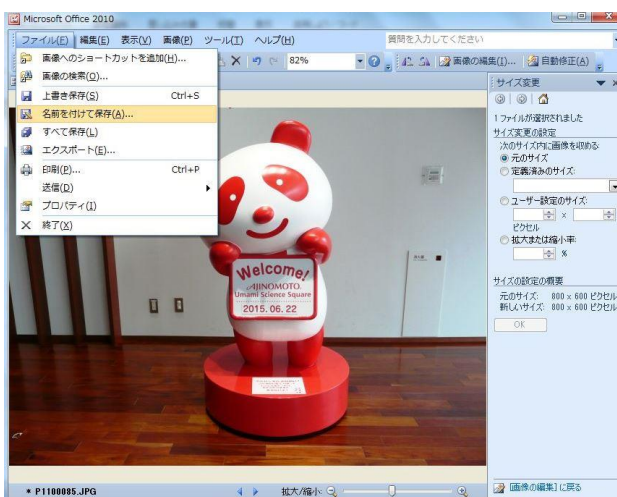 Microsoft Office 2010
ファイル(F) 編集(E) 表示(V) 画像(P) ツール(T) ヘルプ(H)
質問を入力してください
82%
画像の編集(I)... 自動修正(A)
画像へのショートカットを追加(H)...
画像の検索(O)...
上書き保存(S) Ctrl+S
名前を付けて保存(A)...
すべて保存(L)
エクスポート(E)...
印刷(P)... Ctrl+P
送信(D)
プロパティ(I)
終了(X)
Welcome!
AJINOMOTO.
Umami Science Square
2015. 06. 22
サイズ変更
1 ファイルが選択されました
サイズ変更の設定
次のサイズ内に画像を収める
元のサイズ
定義済みのサイズ:
ユーザー設定のサイズ:
×
ピクセル
拡大または縮小率:
%
サイズの設定の概要
元のサイズ: 800 x 600 ピクセル
新しいサイズ: 800 x 600 ピクセル
OK
[画像の編集] に戻る
* P1100085.JPG
拡大/縮小: